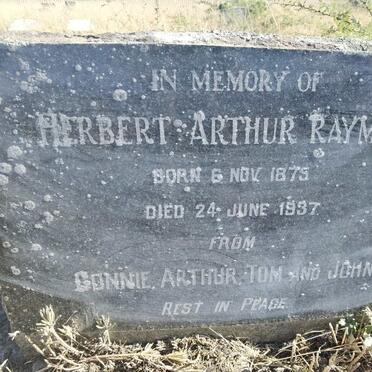 IN MEMORY OF
HERBERT ARTHUR RAYM
BORN 6 NOV. 1875
DIED 24 JUNE 1937
FROM
CONNIE, ARTHUR, TOM AND JOHN
REST IN PEACE